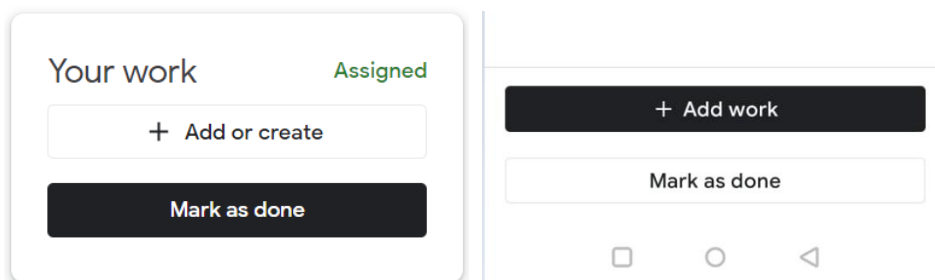 Your work
Assigned
+ Add or create
Mark as done
+ Add work
Mark as done